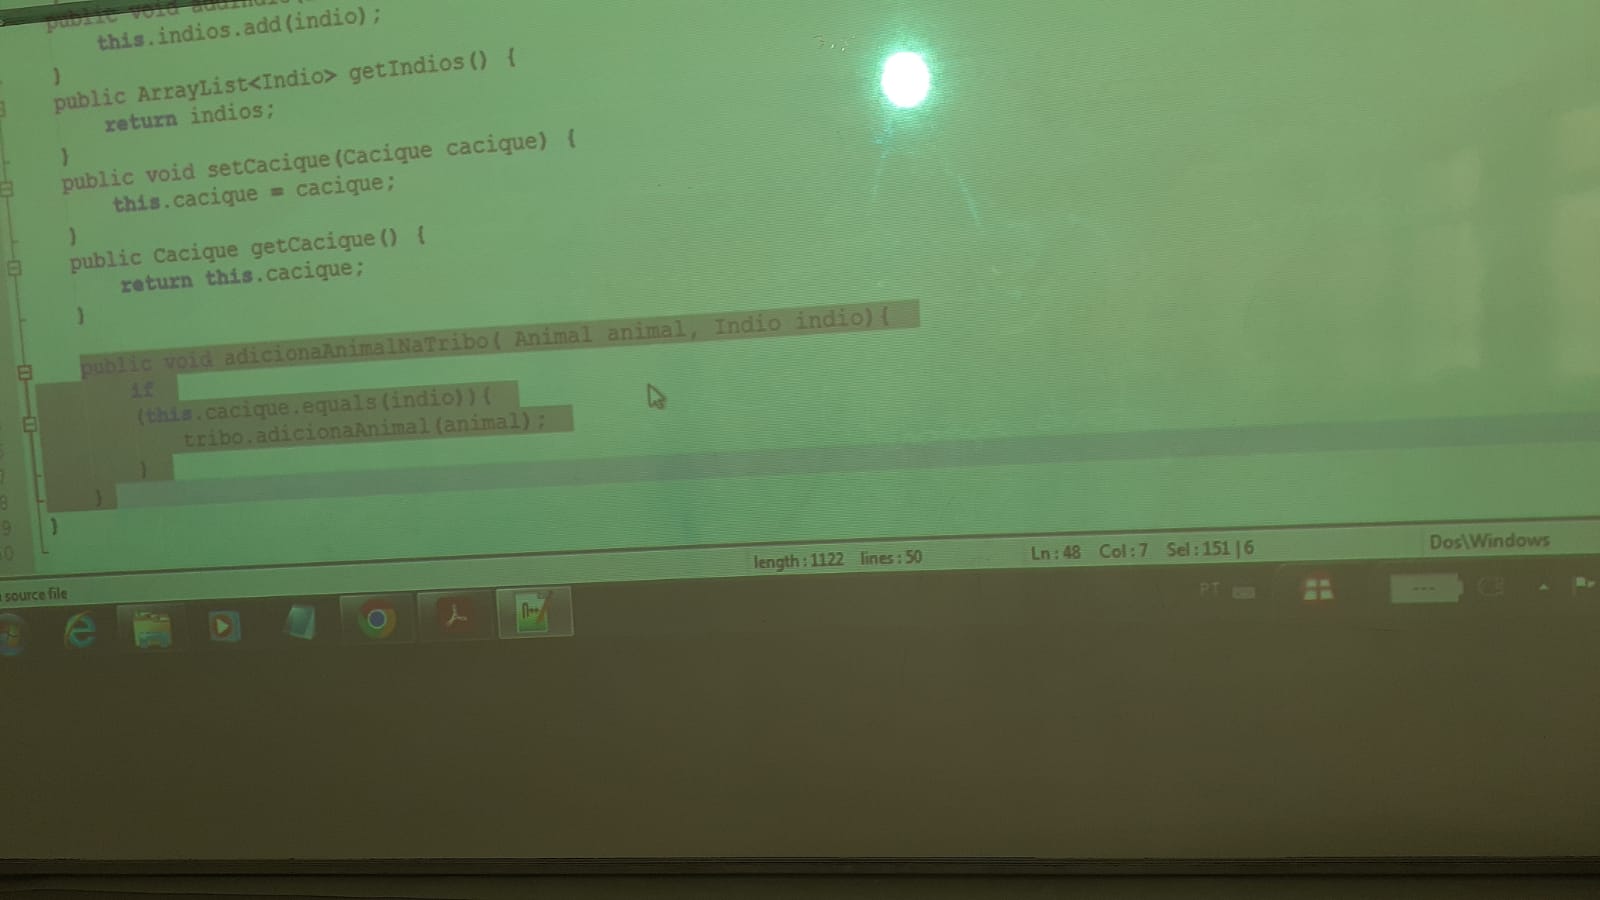 public void addIndio(
this.indios.add(indio);
}
public ArrayList<Indio> getIndios() {
return indios;
}
public void setCacique(Cacique cacique) {
this.cacique = cacique;
}
public Cacique getCacique() {
return this.cacique;
}
public void adicionaAnimalNaTribo( Animal animal, Indio indio){
if
(this.cacique.equals(indio)){
tribo.adicionaAnimal(animal);
}
8 }
9 }
50
source file length : 1122 lines : 50 Ln : 48 Col : 7 Sel : 151 | 6 Dos\Windows
PT